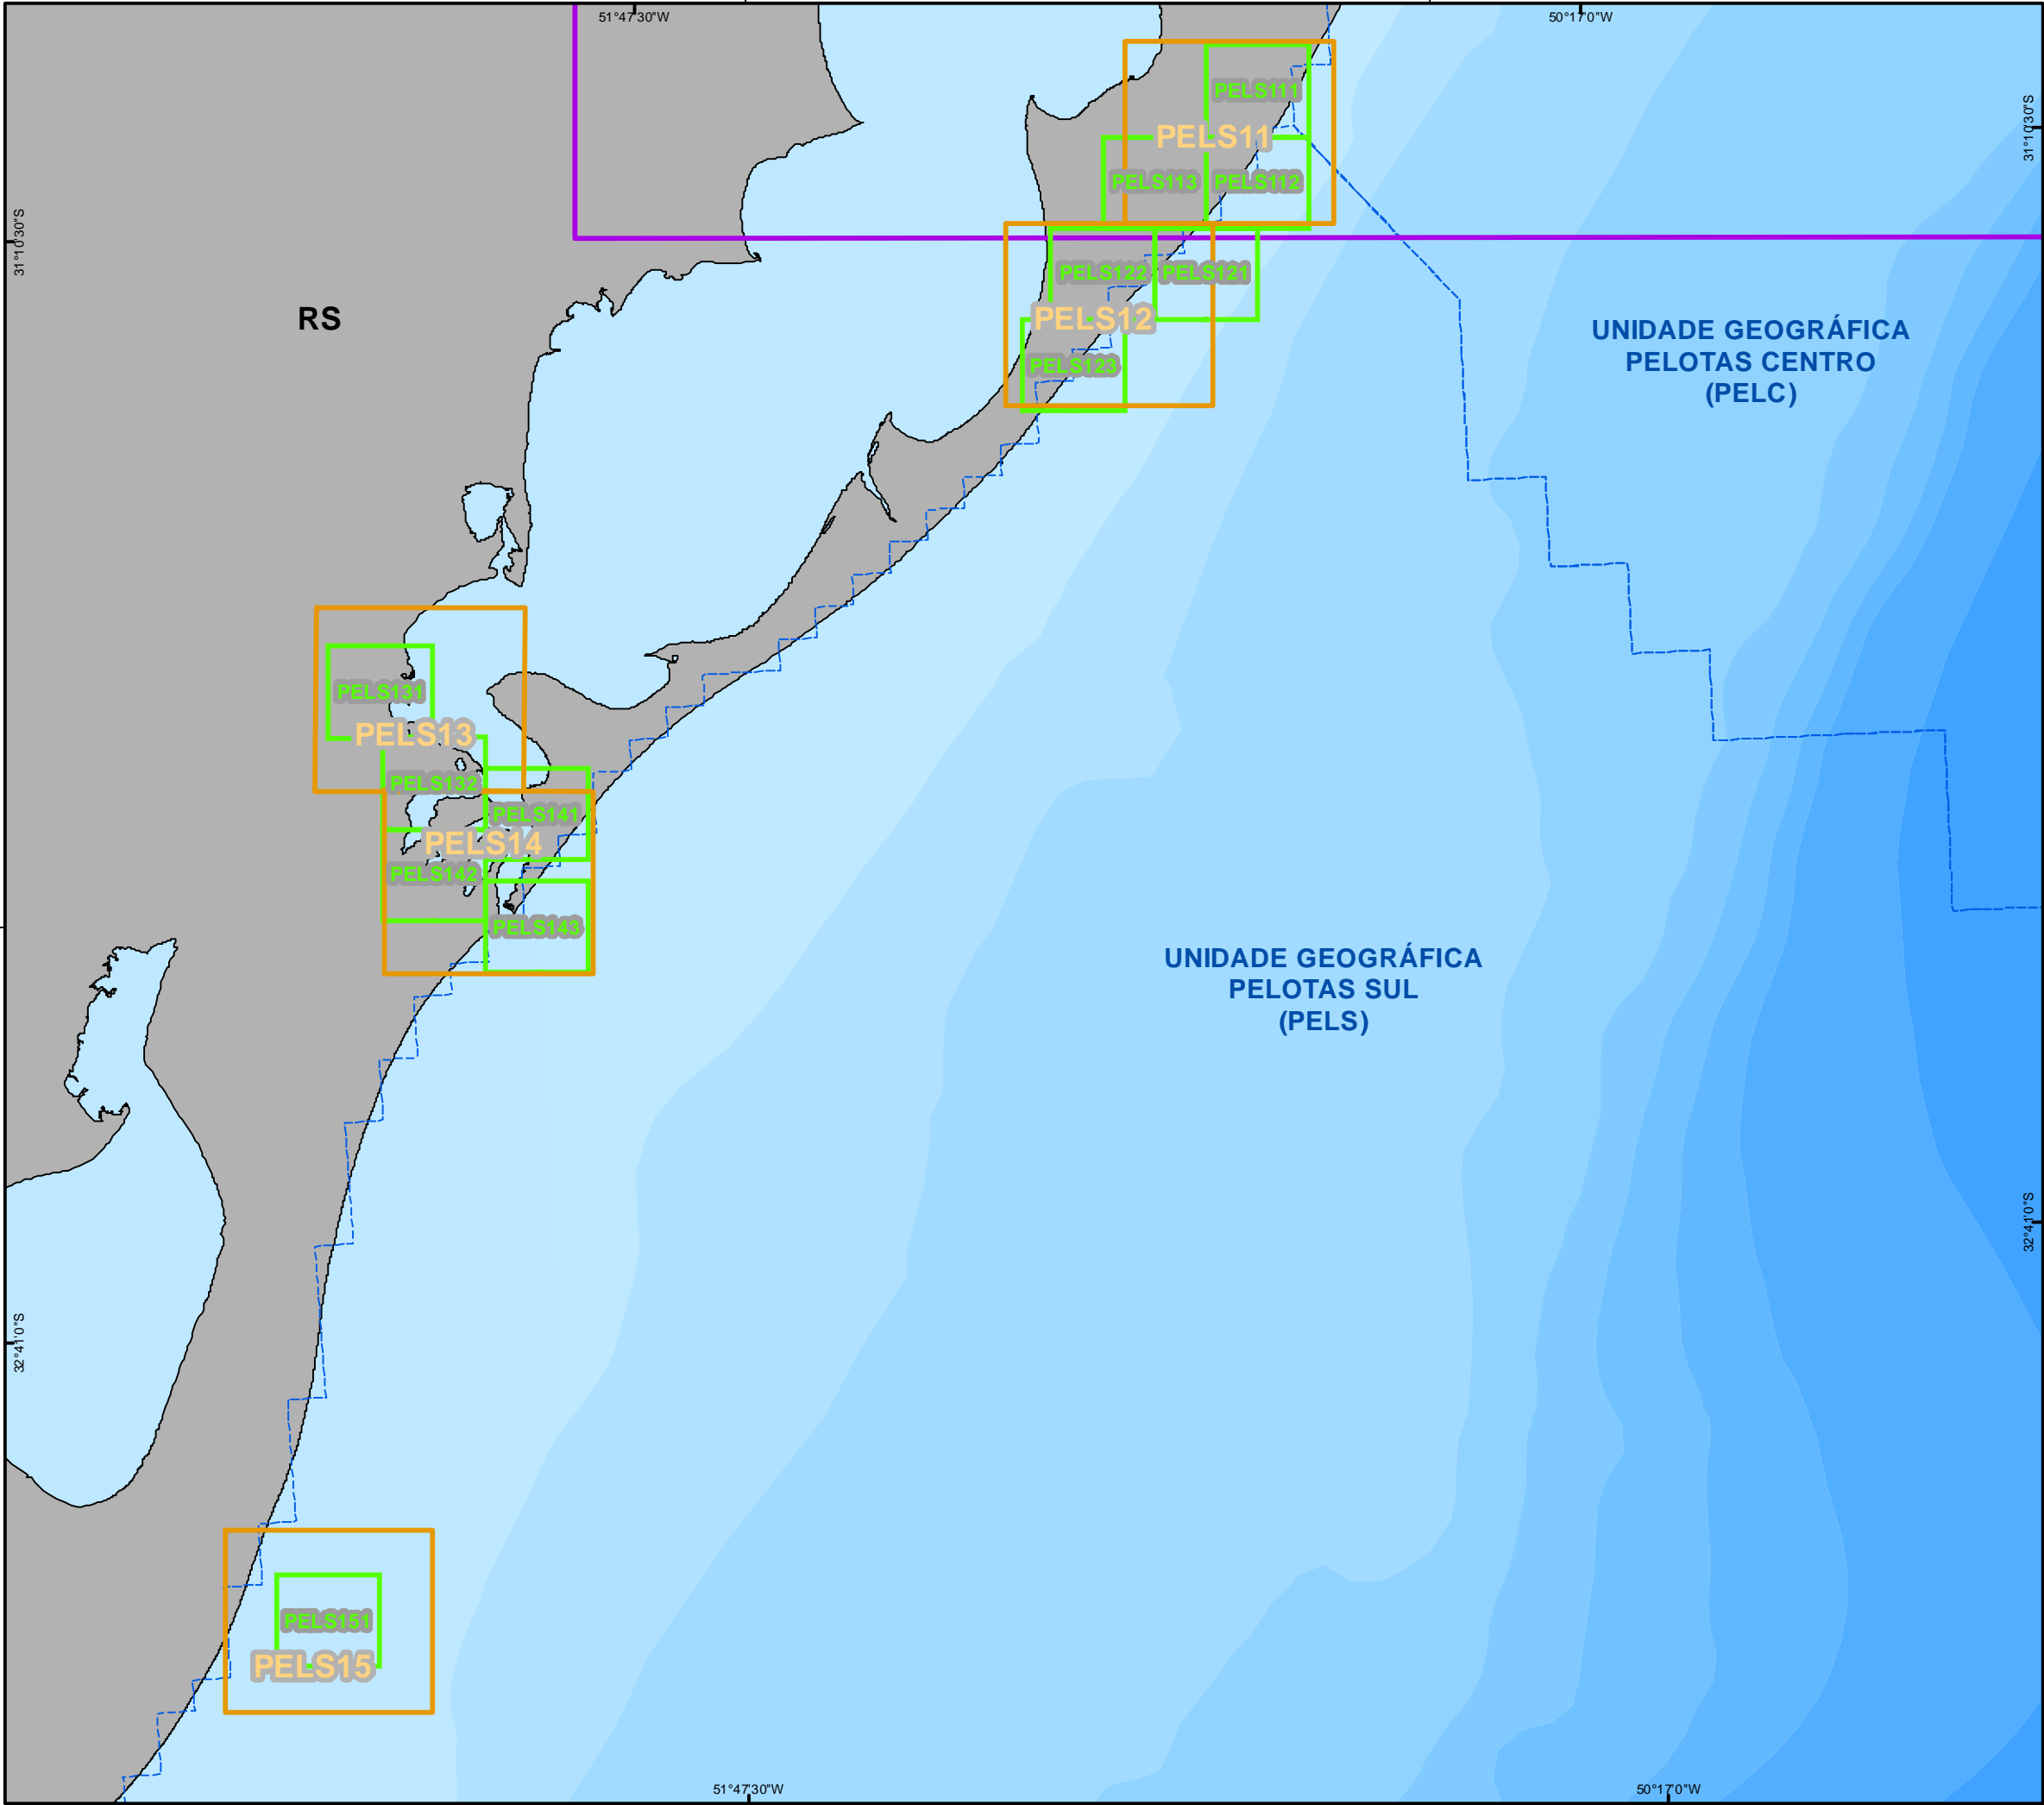 51°47'30"W
50°17'0"W
31°10'30"S
31°10'30"S
PELS111
PELS11
PELS113
PELS112
PELS122
PELS121
PELS12
PELS123
RS
UNIDADE GEOGRÁFICA
PELOTAS CENTRO
(PELC)
PELS131
PELS13
PELS132
PELS141
PELS14
PELS142
PELS143
UNIDADE GEOGRÁFICA
PELOTAS SUL
(PELS)
32°41'0"S
32°41'0"S
PELS151
PELS15
51°47'30"W
50°17'0"W